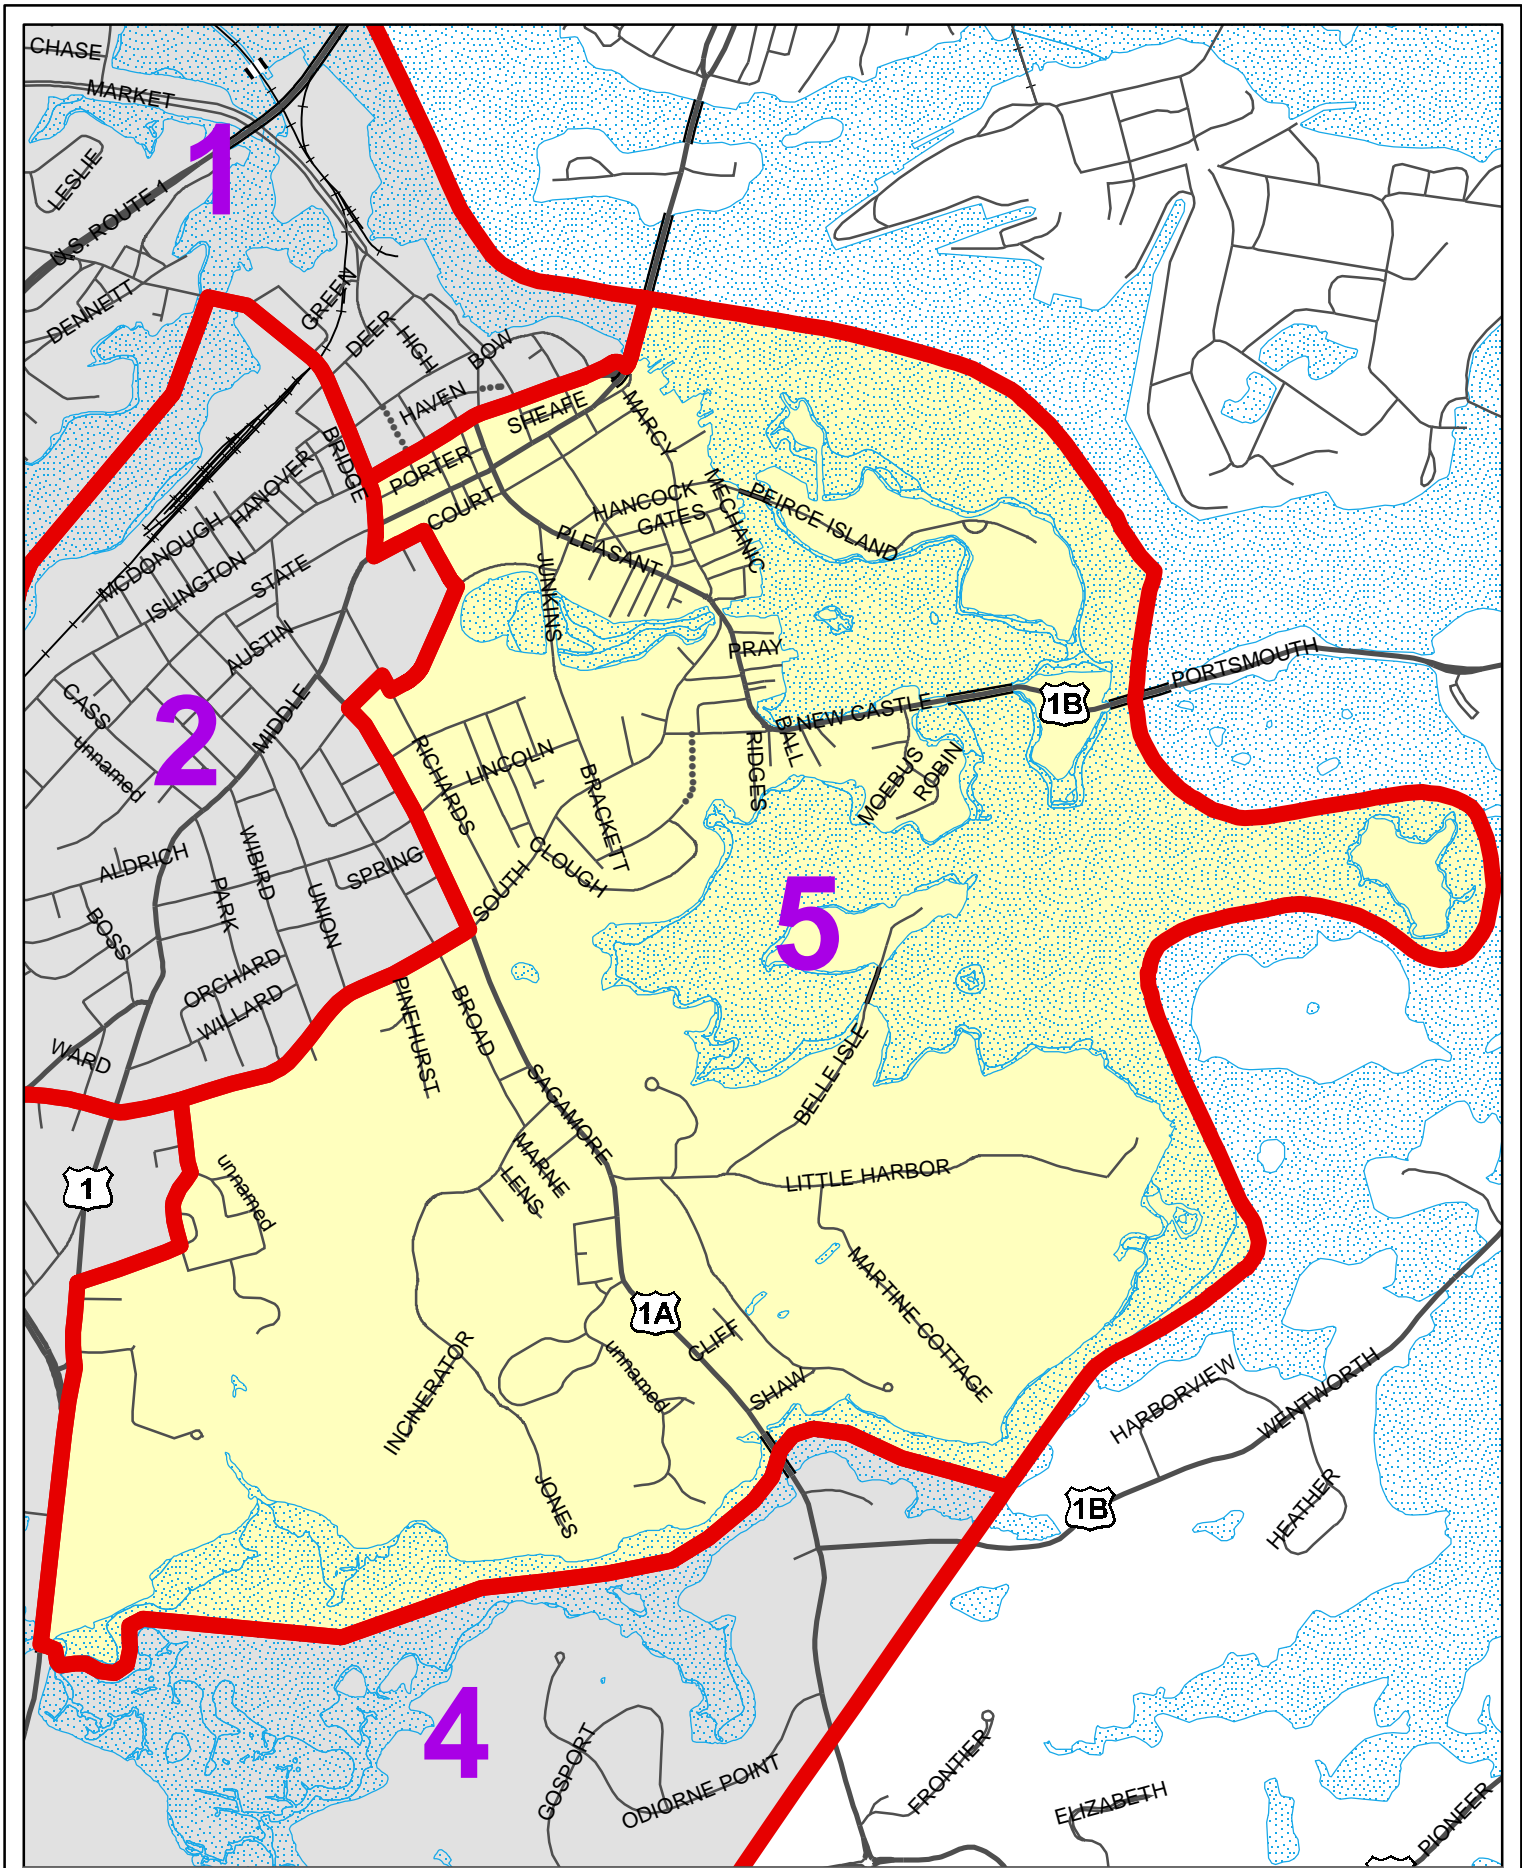 CHASE
MARKET
1
LESLIE
U.S. ROUTE 1
DENNETT
GREEN
DEER
HIGH
BOW
HAVEN
SHEAFE
MARCY
BRIDGE
PORTER
HANOVER
COURT
HANCOCK
GATES
MECHANIC
PEIRCE ISLAND
MCDONOUGH
ISLINGTON
STATE
PLEASANT
JUNKINS
AUSTIN
PRAY
PORTSMOUTH
CASS
2
MIDDLE
1B
NEW CASTLE
BALL
unnamed
RICHARDS
LINCOLN
BRACKETT
RIDGES
MOEBUS
ROBIN
ALDRICH
WIBIRD
SPRING
CLOUGH
SOUTH
PARK
UNION
5
BOSS
ORCHARD
WILLARD
PINEHURST
BROAD
WARD
SAGAMORE
BELLE ISLE
MARNE
LENS
LITTLE HARBOR
1
unnamed
MARTINE COTTAGE
1A
CLIFF
unnamed
SHAW
INCINERATOR
HARBORVIEW
WENTWORTH
JONES
1B
HEATHER
4
GOSPORT
ODIORNE POINT
FRONTIER
ELIZABETH
PIONEER